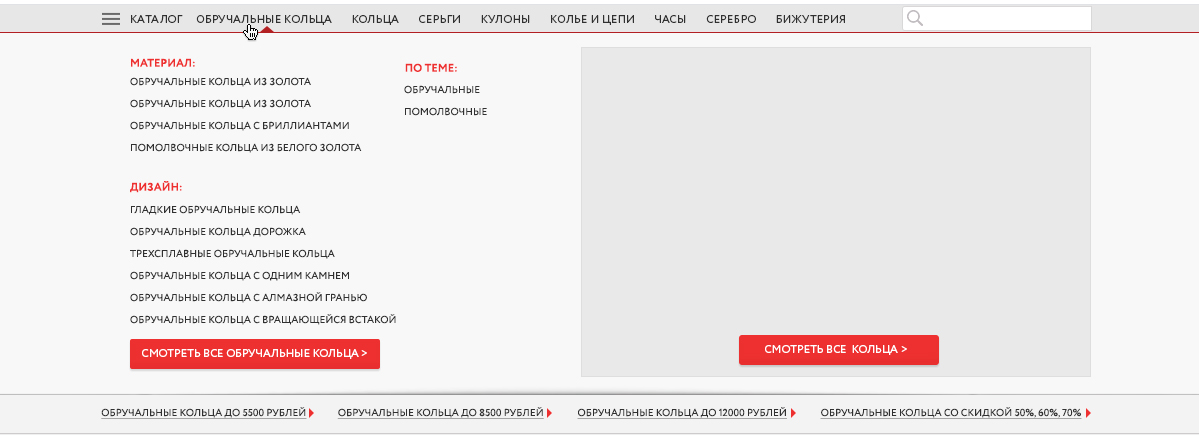 КАТАЛОГ ОБРУЧАЛЬНЫЕ КОЛЬЦА КОЛЬЦА СЕРЬГИ КУЛОНЫ КОЛЬЕ И ЦЕПИ ЧАСЫ СЕРЕБРО БИЖУТЕРИЯ
МАТЕРИАЛ:
ОБРУЧАЛЬНЫЕ КОЛЬЦА ИЗ ЗОЛОТА
ОБРУЧАЛЬНЫЕ КОЛЬЦА ИЗ ЗОЛОТА
ОБРУЧАЛЬНЫЕ КОЛЬЦА С БРИЛЛИАНТАМИ
ПОМОЛВОЧНЫЕ КОЛЬЦА ИЗ БЕЛОГО ЗОЛОТА
ДИЗАЙН:
ГЛАДКИЕ ОБРУЧАЛЬНЫЕ КОЛЬЦА
ОБРУЧАЛЬНЫЕ КОЛЬЦА ДОРОЖКА
ТРЕХСПЛАВНЫЕ ОБРУЧАЛЬНЫЕ КОЛЬЦА
ОБРУЧАЛЬНЫЕ КОЛЬЦА С ОДНИМ КАМНЕМ
ОБРУЧАЛЬНЫЕ КОЛЬЦА С АЛМАЗНОЙ ГРАНЬЮ
ОБРУЧАЛЬНЫЕ КОЛЬЦА С ВРАЩАЮЩЕЙСЯ ВСТАКОЙ
СМОТРЕТЬ ВСЕ ОБРУЧАЛЬНЫЕ КОЛЬЦА >
ПО ТЕМЕ:
ОБРУЧАЛЬНЫЕ
ПОМОЛВОЧНЫЕ
СМОТРЕТЬ ВСЕ КОЛЬЦА >
ОБРУЧАЛЬНЫЕ КОЛЬЦА ДО 5500 РУБЛЕЙ ОБРУЧАЛЬНЫЕ КОЛЬЦА ДО 8500 РУБЛЕЙ ОБРУЧАЛЬНЫЕ КОЛЬЦА ДО 12000 РУБЛЕЙ ОБРУЧАЛЬНЫЕ КОЛЬЦА СО СКИДКОЙ 50%, 60%, 70%